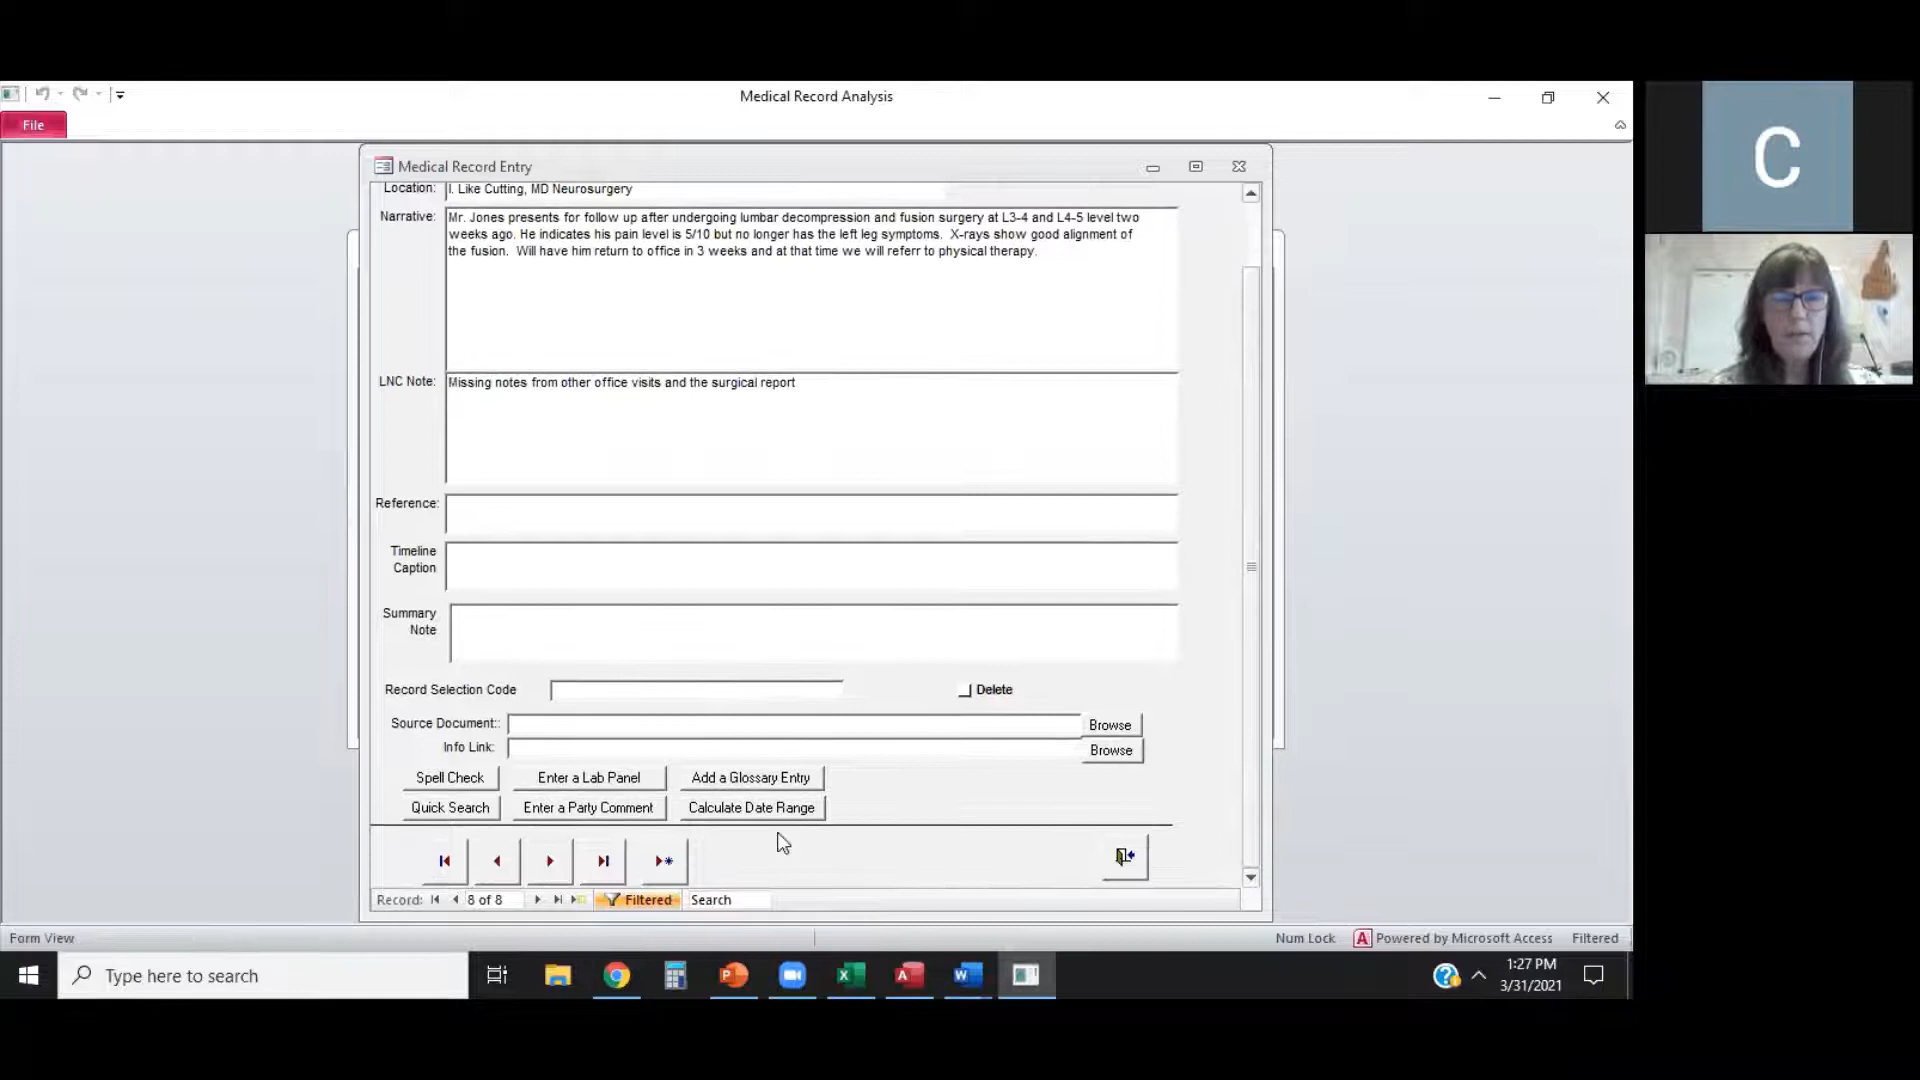 Medical Record Analysis
File
Medical Record Entry
Location: I. Like Cutting, MD Neurosurgery
Narrative: Mr. Jones presents for follow up after undergoing lumbar decompression and fusion surgery at L3-4 and L4-5 level two
weeks ago. He indicates his pain level is 5/10 but no longer has the left leg symptoms. X-rays show good alignment of
the fusion. Will have him return to office in 3 weeks and at that time we will referr to physical therapy.
LNC Note: Missing notes from other office visits and the surgical report
Reference:
Timeline
Caption
Summary
Note
Record Selection Code
Delete
Source Document::
Browse
Info Link:
Browse
Spell Check
Enter a Lab Panel
Add a Glossary Entry
Quick Search
Enter a Party Comment
Calculate Date Range
Record: 8 of 8 Filtered Search
Form View
Num Lock
A Powered by Microsoft Access
Filtered
Type here to search
1:27 PM
3/31/2021
C